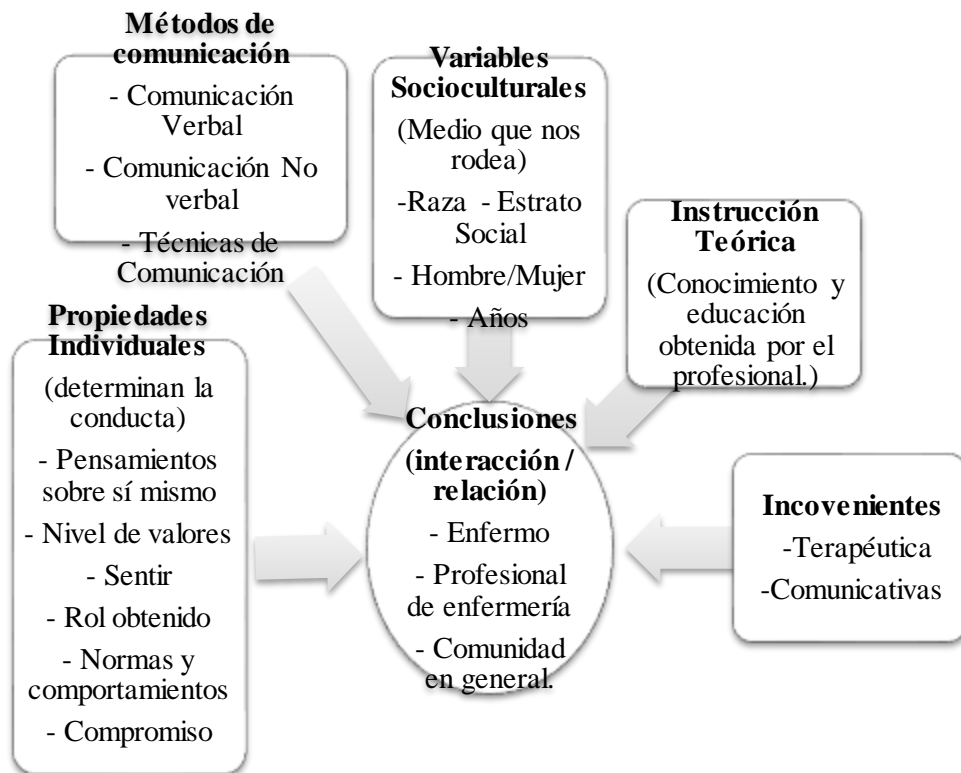 Métodos de
comunicación
- Comunicación
Verbal
- Comunicación No
verbal
- Técnicas de
Comunicación
Variables
Socioculturales
(Medio que nos
rodea)
-Raza - Estrato
Social
- Hombre/Mujer
- Años
Instrucción
Teórica
(Conocimiento y
educación
obtenida por el
profesional.)
Propiedades
Individuales
(determinan la
conducta)
- Pensamientos
sobre sí mismo
- Nivel de valores
- Sentir
- Rol obtenido
- Normas y
comportamientos
- Compromiso
Conclusiones
(interacción /
relación)
- Enfermo
- Profesional
de enfermería
- Comunidad
en general.
Incovenientes
-Terapéutica
-Comunicativas